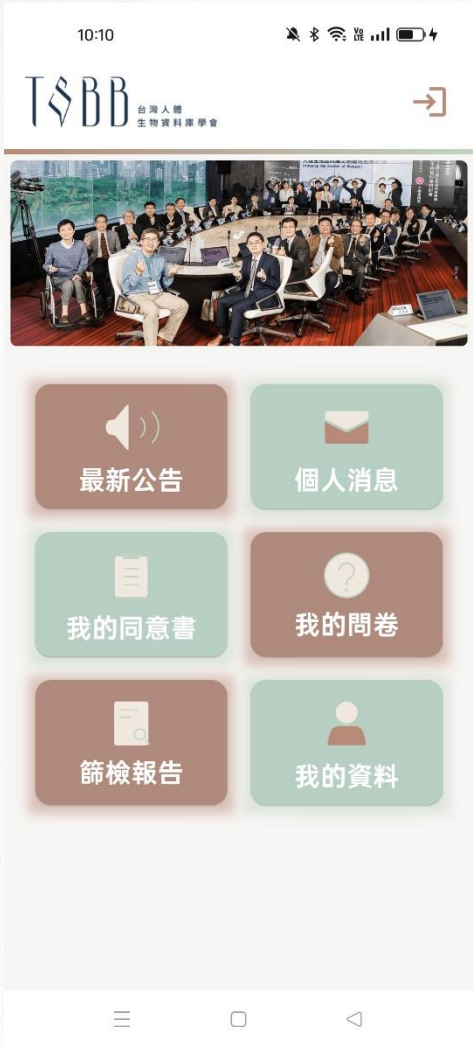 10:10
TSBB
台灣人體
生物資料庫學會
最新公告
個人消息
我的同意書
我的問卷
篩檢報告
我的資料